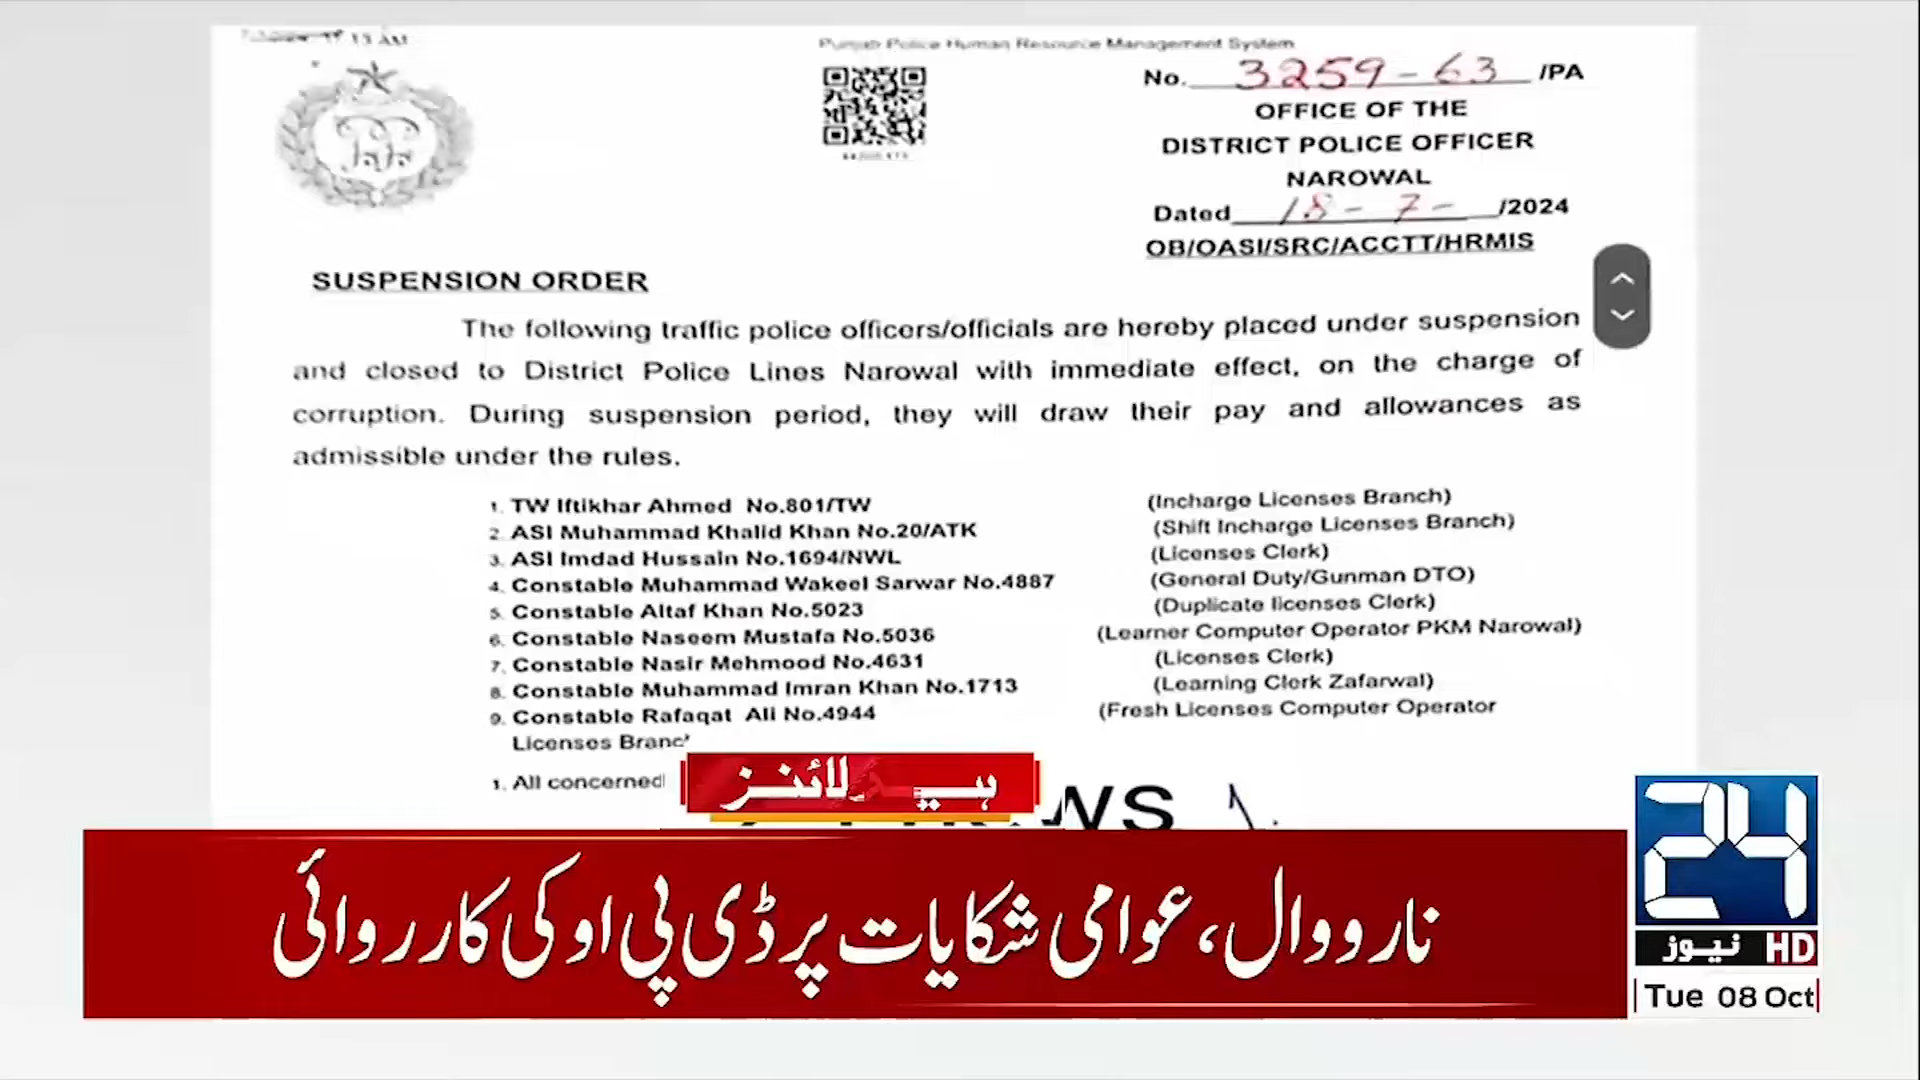 13 AM
Punjab Police Human Resource Management System
No. 3259-63 /PA
OFFICE OF THE
DISTRICT POLICE OFFICER
NAROWAL
Dated 18-7- /2024
OB/OASI/SRC/ACCTT/HRMIS
SUSPENSION ORDER
The following traffic police officers/officials are hereby placed under suspension
and closed to District Police Lines Narowal with immediate effect, on the charge of
corruption. During suspension period, they will draw their pay and allowances as
admissible under the rules.
1. TW Iftikhar Ahmed No.801/TW (Incharge Licenses Branch)
2. ASI Muhammad Khalid Khan No.20/ATK (Shift Incharge Licenses Branch)
3. ASI Imdad Hussain No.1694/NWL (Licenses Clerk)
4. Constable Muhammad Wakeel Sarwar No.4887 (General Duty/Gunman DTO)
5. Constable Altaf Khan No.5023 (Duplicate licenses Clerk)
6. Constable Naseem Mustafa No.5036 (Learner Computer Operator PKM Narowal)
7. Constable Nasir Mehmood No.4631 (Licenses Clerk)
8. Constable Muhammad Imran Khan No.1713 (Learning Clerk Zafarwal)
9. Constable Rafaqat Ali No.4944 (Fresh Licenses Computer Operator
Licenses Branch
1. All concerned
ہیڈ لائنز
نارووال، عوامی شکایات پر ڈی پی او کی کارروائی
24
نیوز HD
Tue 08 Oct